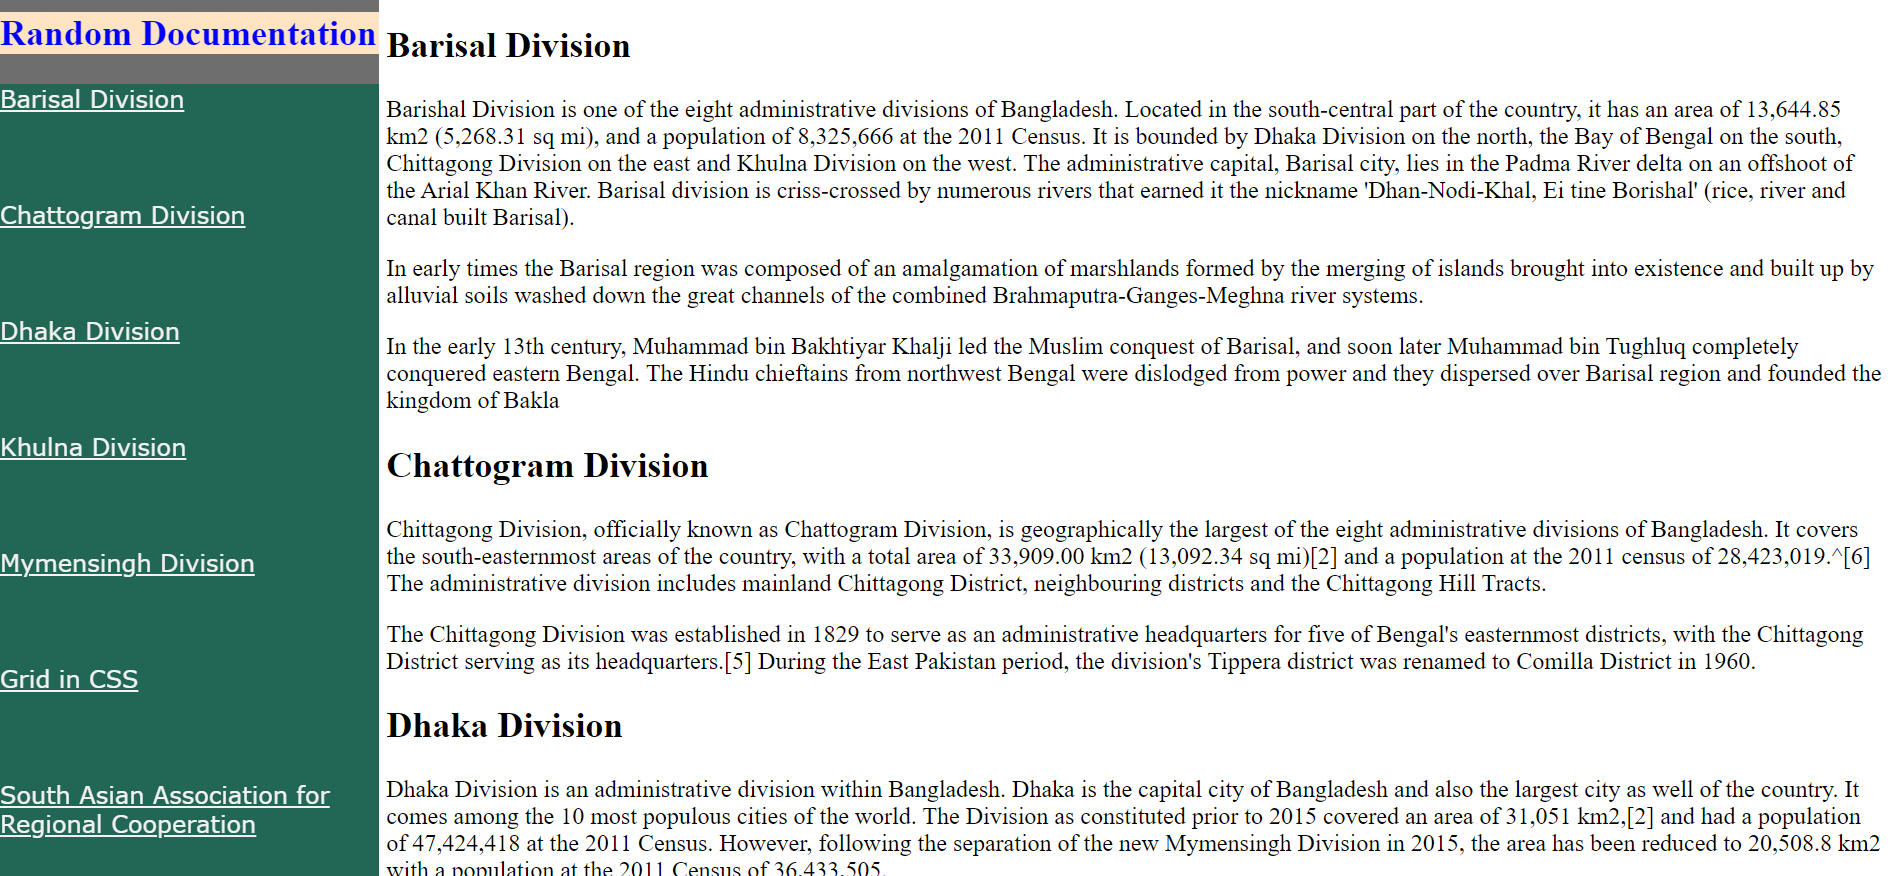 Random Documentation
Barisal Division
Chattogram Division
Dhaka Division
Khulna Division
Mymensingh Division
Grid in CSS
South Asian Association for
Regional Cooperation
Barisal Division
Barishal Division is one of the eight administrative divisions of Bangladesh. Located in the south-central part of the country, it has an area of 13,644.85
km2 (5,268.31 sq mi), and a population of 8,325,666 at the 2011 Census. It is bounded by Dhaka Division on the north, the Bay of Bengal on the south,
Chittagong Division on the east and Khulna Division on the west. The administrative capital, Barisal city, lies in the Padma River delta on an offshoot of
the Arial Khan River. Barisal division is criss-crossed by numerous rivers that earned it the nickname 'Dhan-Nodi-Khal, Ei tine Borishal' (rice, river and
canal built Barisal).
In early times the Barisal region was composed of an amalgamation of marshlands formed by the merging of islands brought into existence and built up by
alluvial soils washed down the great channels of the combined Brahmaputra-Ganges-Meghna river systems.
In the early 13th century, Muhammad bin Bakhtiyar Khalji led the Muslim conquest of Barisal, and soon later Muhammad bin Tughluq completely
conquered eastern Bengal. The Hindu chieftains from northwest Bengal were dislodged from power and they dispersed over Barisal region and founded the
kingdom of Bakla
Chattogram Division
Chittagong Division, officially known as Chattogram Division, is geographically the largest of the eight administrative divisions of Bangladesh. It covers
the south-easternmost areas of the country, with a total area of 33,909.00 km2 (13,092.34 sq mi)[2] and a population at the 2011 census of 28,423,019.^[6]
The administrative division includes mainland Chittagong District, neighbouring districts and the Chittagong Hill Tracts.
The Chittagong Division was established in 1829 to serve as an administrative headquarters for five of Bengal's easternmost districts, with the Chittagong
District serving as its headquarters.[5] During the East Pakistan period, the division's Tippera district was renamed to Comilla District in 1960.
Dhaka Division
Dhaka Division is an administrative division within Bangladesh. Dhaka is the capital city of Bangladesh and also the largest city as well of the country. It
comes among the 10 most populous cities of the world. The Division as constituted prior to 2015 covered an area of 31,051 km2,[2] and had a population
of 47,424,418 at the 2011 Census. However, following the separation of the new Mymensingh Division in 2015, the area has been reduced to 20,508.8 km2
with a population at the 2011 Census of 36,433,505.